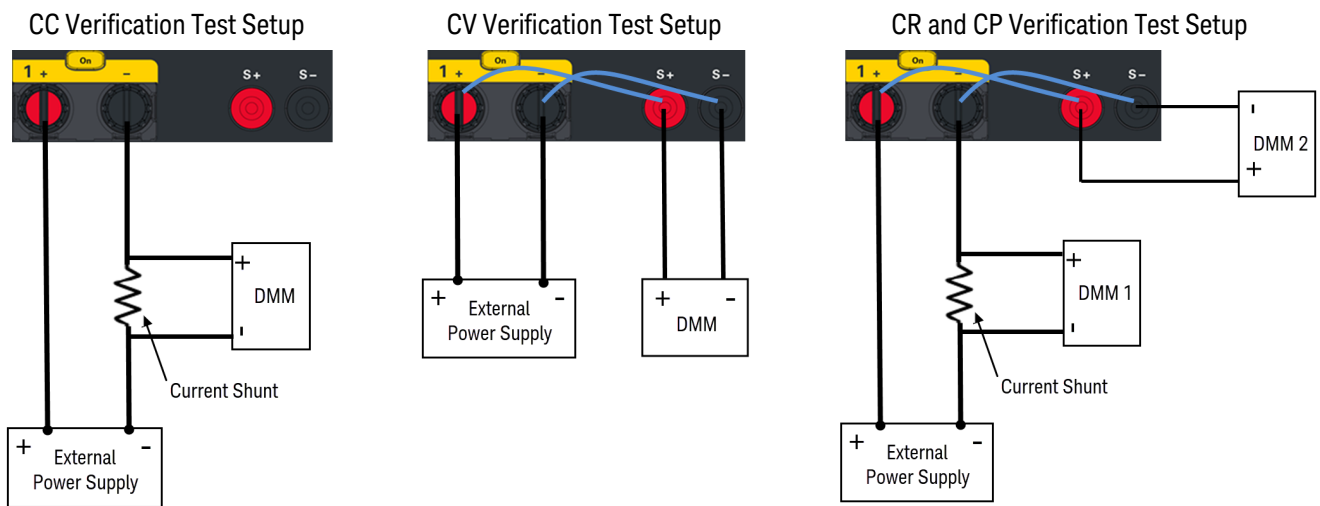 CC Verification Test Setup
On
1 + -
S+ S-
+
DMM
-
Current Shunt
+ -
External
Power Supply
CV Verification Test Setup
1 + -
S+ S-
+ -
External
Power Supply
+ -
DMM
CR and CP Verification Test Setup
On
1 + -
S+ S-
-
DMM 2
+
+
DMM 1
-
Current Shunt
+ -
External
Power Supply